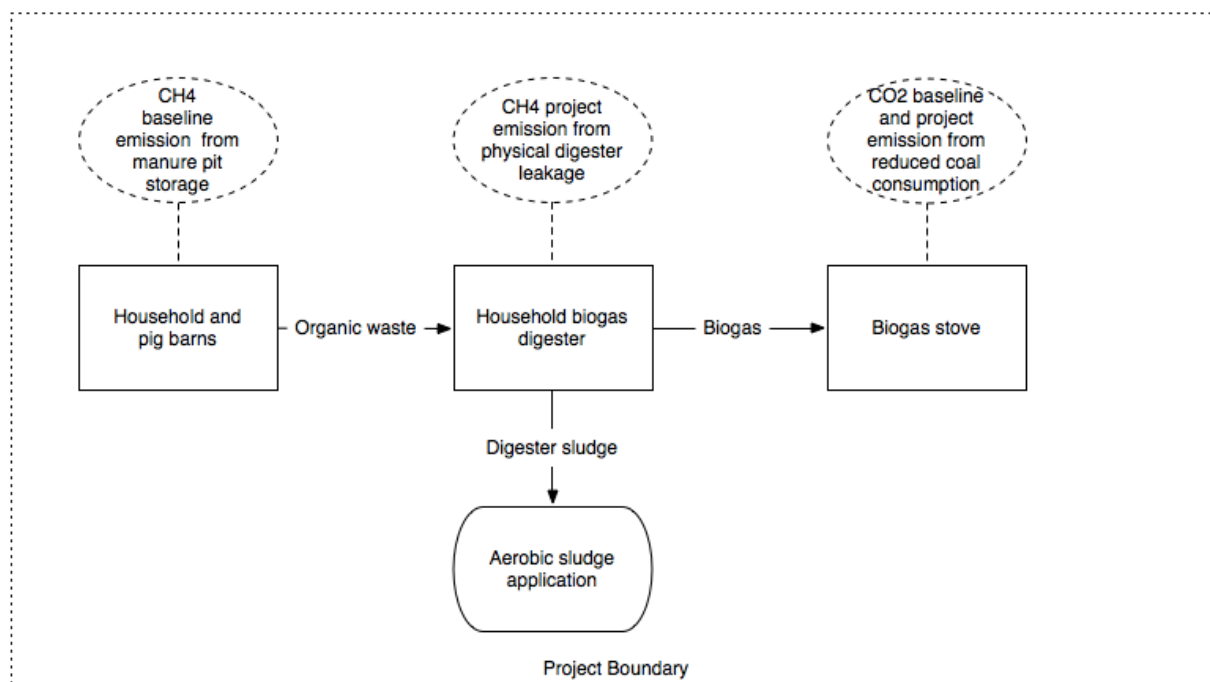 CH4
baseline
emission from
manure pit
storage
CH4 project
emission from
physical digester
leakage
CO2 baseline
and project
emission from
reduced coal
consumption
Household and
pig barns
Organic waste
Household biogas
digester
Biogas
Biogas stove
Digester sludge
Aerobic sludge
application
Project Boundary